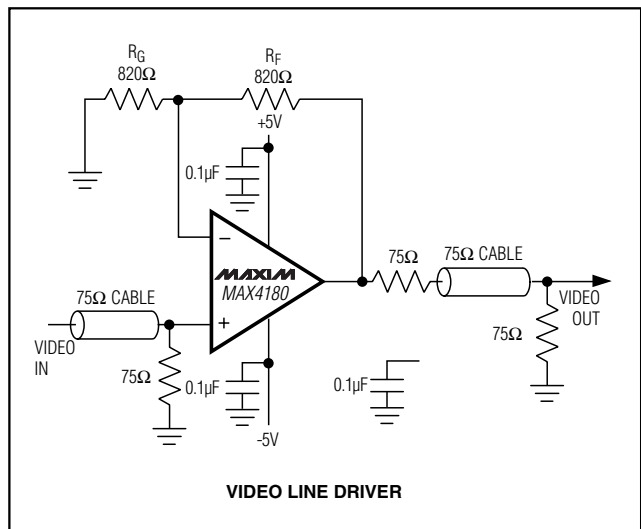 RG
820Ω
RF
820Ω
+5V
0.1µF
−
MAXIM
MAX4180
75Ω
75Ω CABLE
75Ω CABLE
+
VIDEO
IN
VIDEO
OUT
75Ω
75Ω
0.1µF
0.1µF
-5V
VIDEO LINE DRIVER